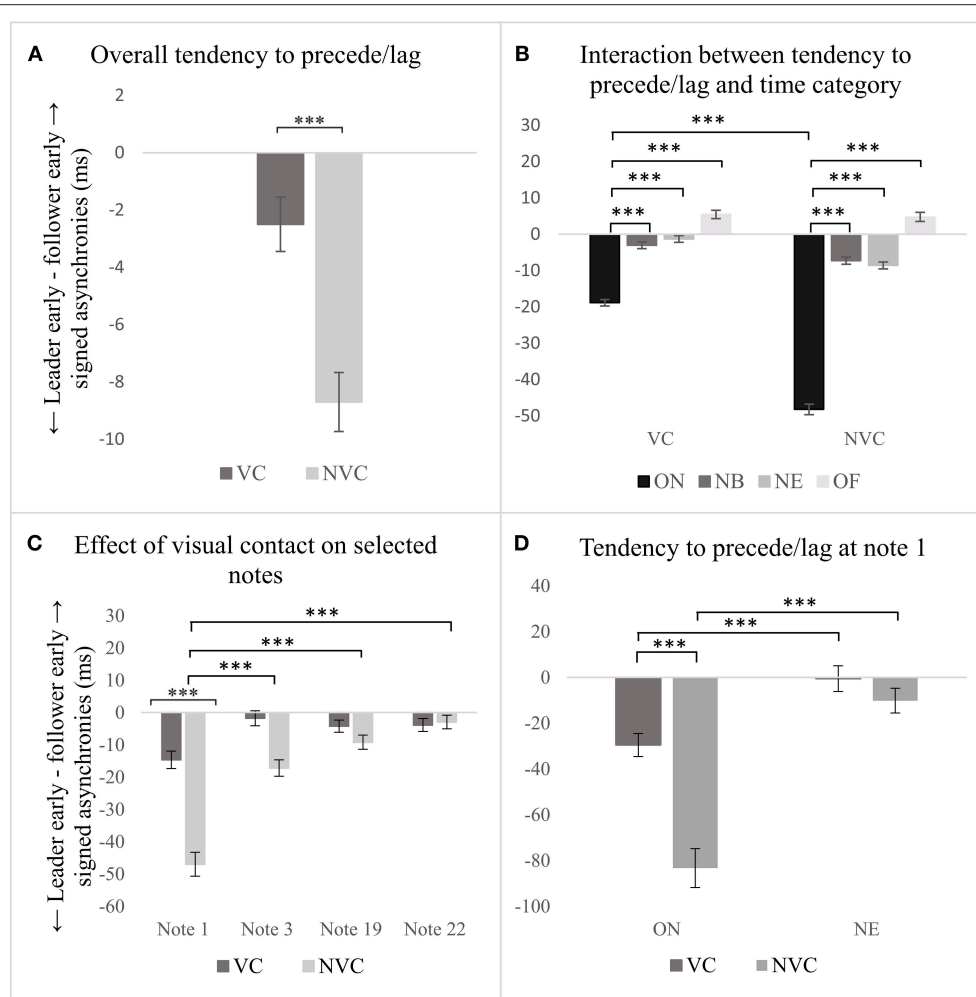 A Overall tendency to precede/lag
← Leader early - follower early →
signed asynchronies (ms)
2
0
-2
-4
-6
-8
-10
***
VC NVC
B Interaction between tendency to
precede/lag and time category
30
20
10
0
-10
-20
-30
-40
-50
***
*** ***
*** ***
*** ***
VC NVC
ON NB NE OF
C Effect of visual contact on selected
notes
← Leader early - follower early →
signed asynchronies (ms)
30
20
10
0
-10
-20
-30
-40
-50
-60
***
***
***
***
Note 1 Note 3 Note 19 Note 22
VC NVC
D Tendency to precede/lag at note 1
40
20
0
-20
-40
-60
-80
-100
***
***
***
ON NE
VC NVC